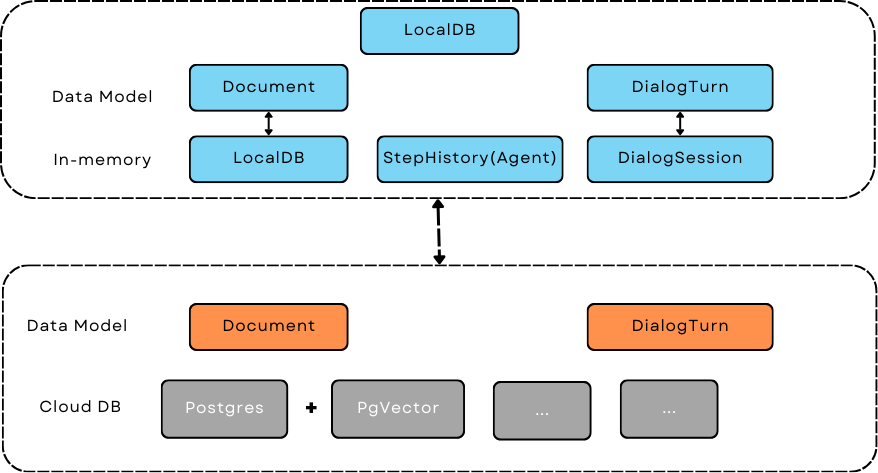 LocalDB
Data Model
Document
DialogTurn
In-memory
LocalDB
StepHistory(Agent)
DialogSession
Data Model
Document
DialogTurn
Cloud DB
Postgres
+
PgVector
...
...